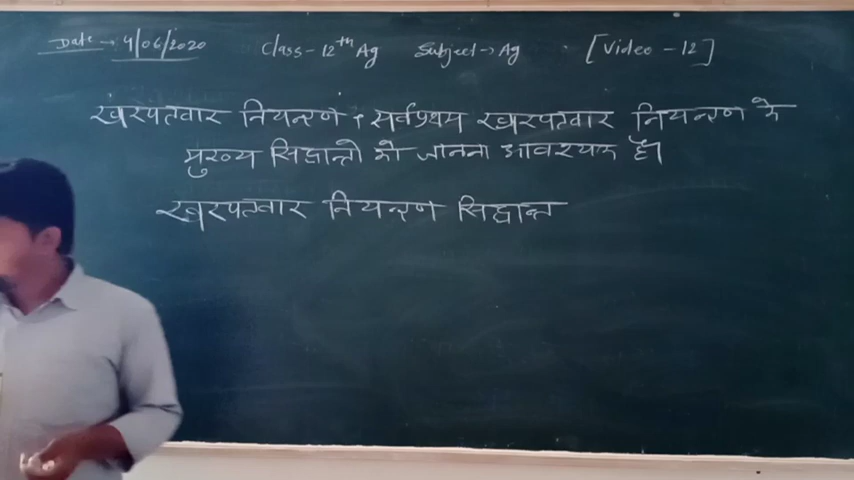 Date → 4/06/2020 Class - 12th Ag Subject → Ag [Video - 12]
खरपतवार नियन्त्रण, सर्वप्रथम खरपतवार नियन्त्रण के
मुख्य सिद्धान्तो को जानना आवश्यक है।
खरपतवार नियन्त्रण सिद्धान्त